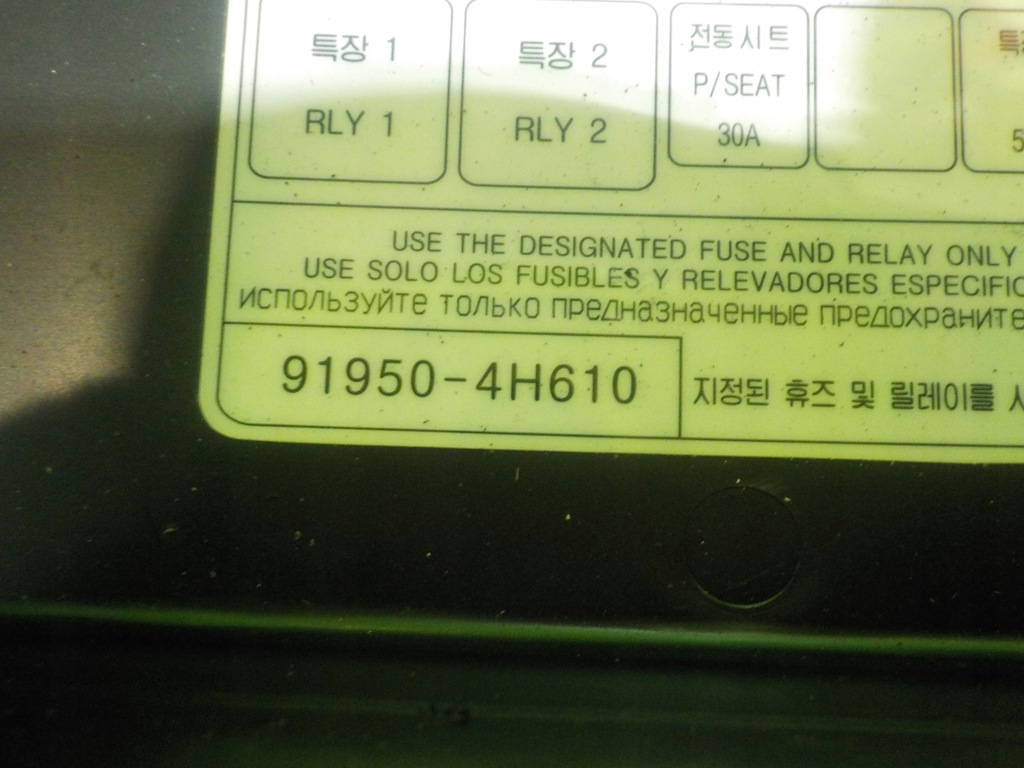 특장 1
RLY 1
특장 2
RLY 2
전동시트
P/SEAT
30A
USE THE DESIGNATED FUSE AND RELAY ONLY
USE SOLO LOS FUSIBLES Y RELEVADORES
используйте только предназначенные
91950-4H610
지정된 휴즈 및 릴레이를